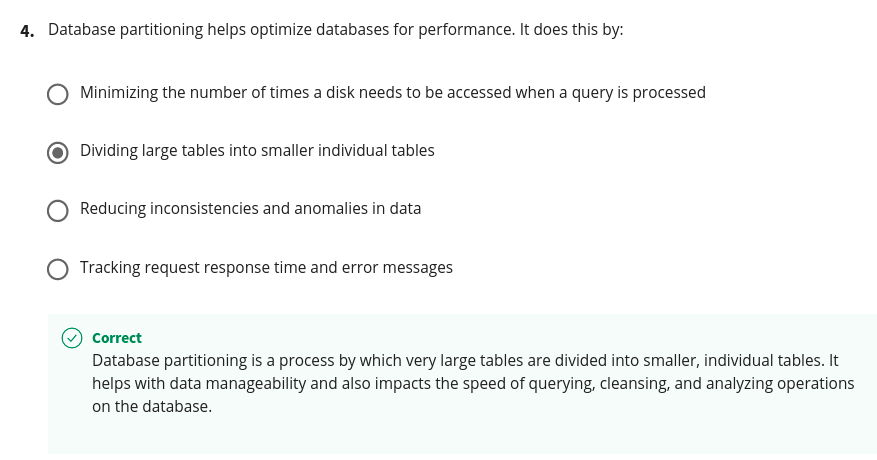 4. Database partitioning helps optimize databases for performance. It does this by:
Minimizing the number of times a disk needs to be accessed when a query is processed
Dividing large tables into smaller individual tables
Reducing inconsistencies and anomalies in data
Tracking request response time and error messages
Correct
Database partitioning is a process by which very large tables are divided into smaller, individual tables. It
helps with data manageability and also impacts the speed of querying, cleansing, and analyzing operations
on the database.